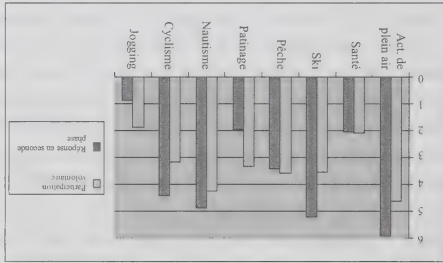 6
5
4
3
2
1
0
Act. de
plein air
Santé
Ski
Pêche
Patinage
Nautisme
Cyclisme
Jogging
Participation
volontaire
Réponse en seconde
phase